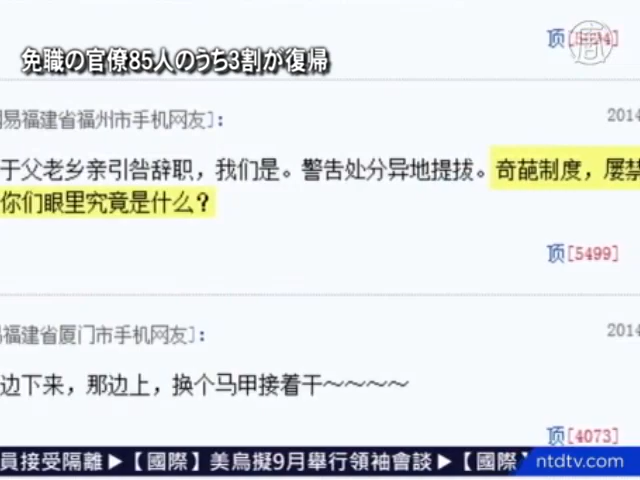 免職の官僚85人のうち3割が復帰
易福建省福州市手机网友]：
2014
于父老乡亲引咎辞职，我们是。警告处分异地提拔。奇葩制度，屡禁
你们眼里究竟是什么？
顶[5499]
福建省厦门市手机网友]：
2014
边下来，那边上，换个马甲接着干～～～～
顶[4073]
員接受隔離▶【國際】美烏擬9月舉行領袖會談▶【國際】
ntdtv.com